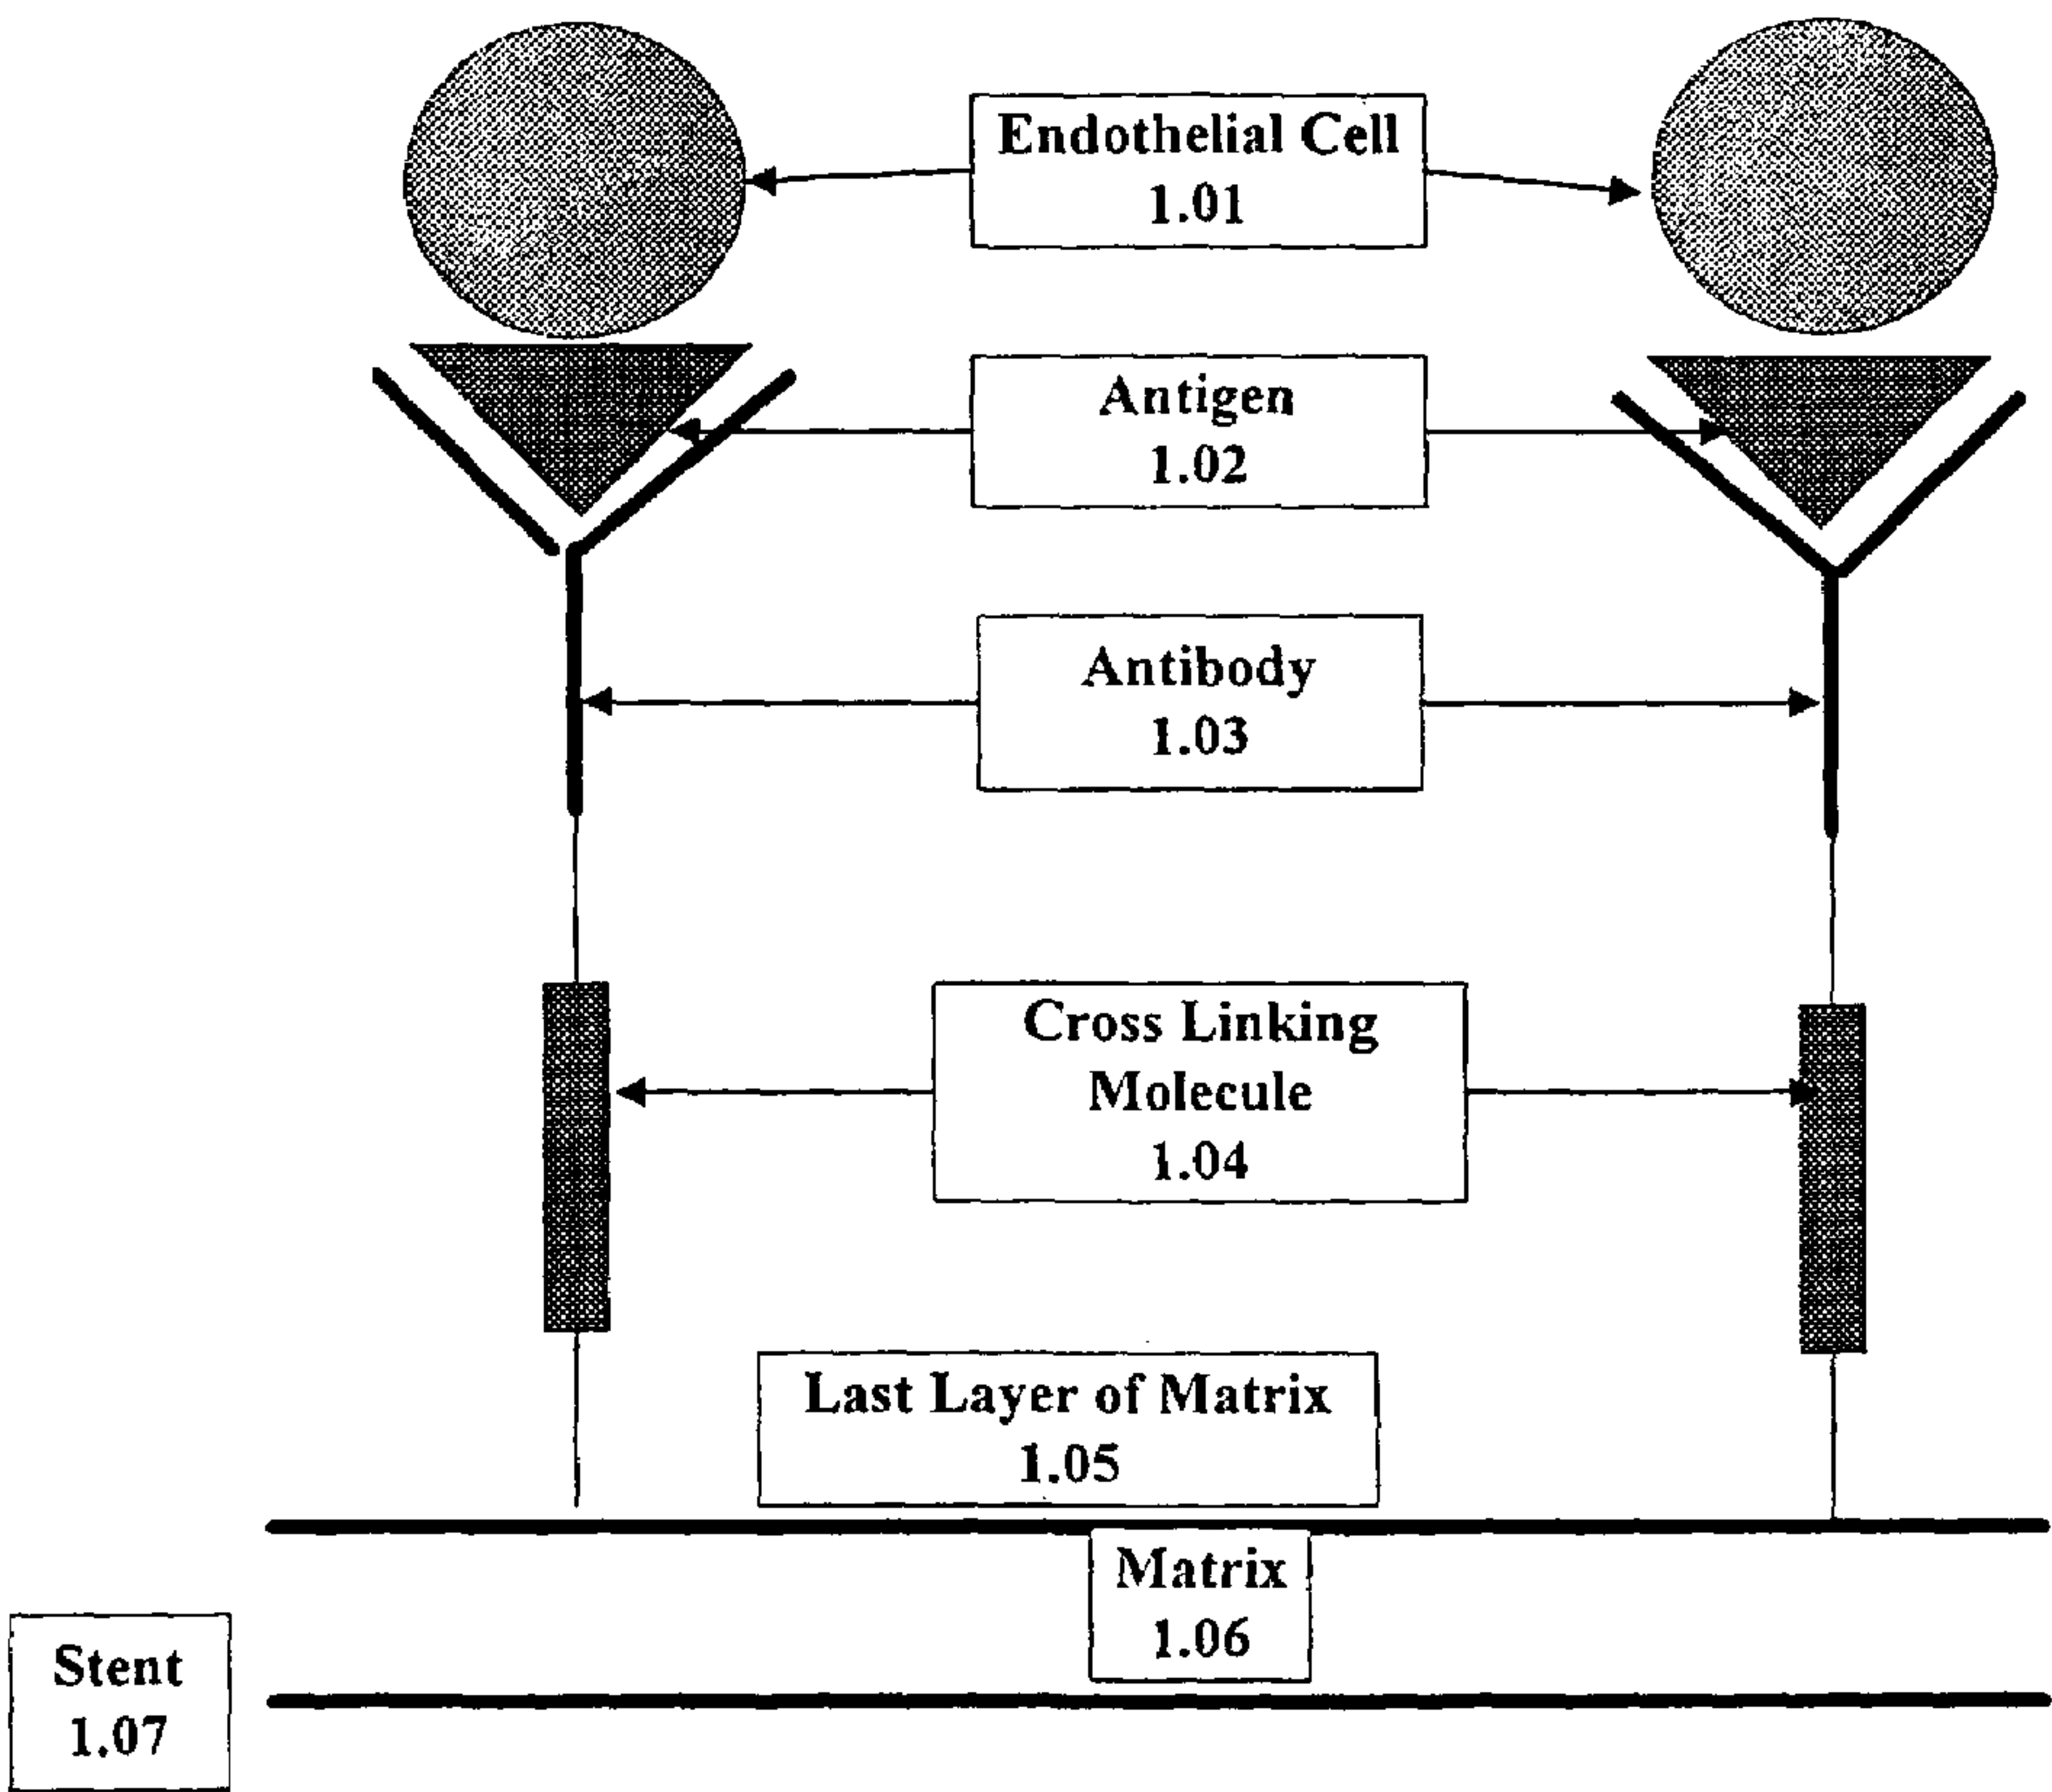 Endothelial Cell
1.01
Antigen
1.02
Antibody
1.03
Cross Linking
Molecule
1.04
Last Layer of Matrix
1.05
Matrix
1.06
Stent
1.07